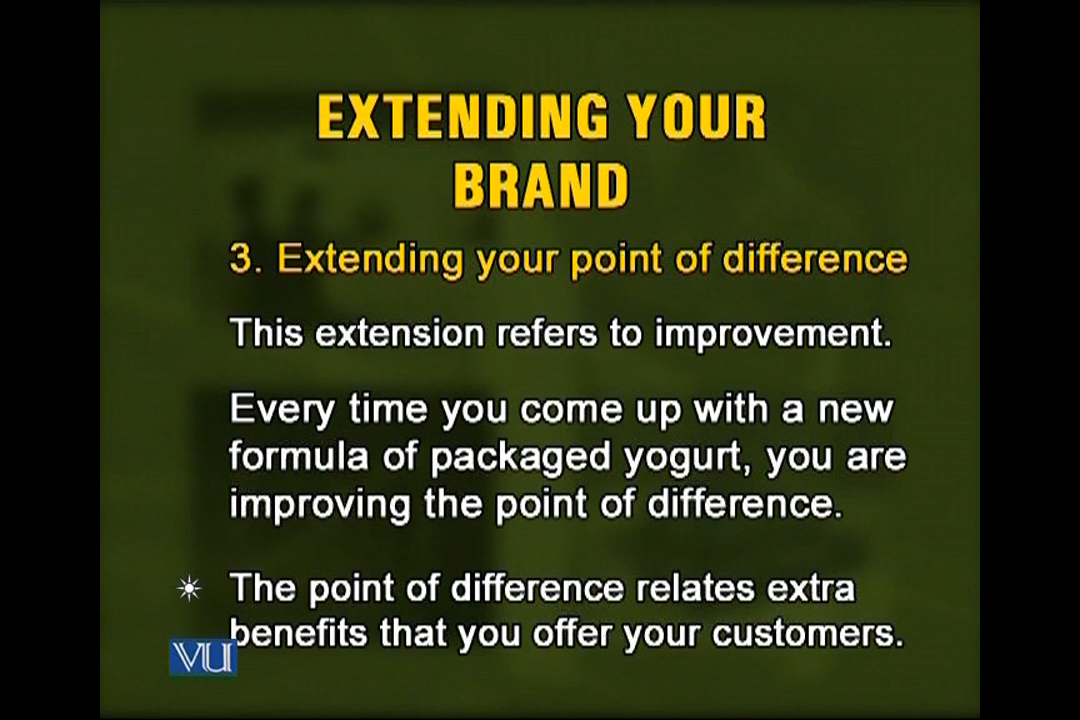 EXTENDING YOUR
BRAND
3. Extending your point of difference
This extension refers to improvement.
Every time you come up with a new
formula of packaged yogurt, you are
improving the point of difference.
The point of difference relates extra
benefits that you offer your customers.
VU